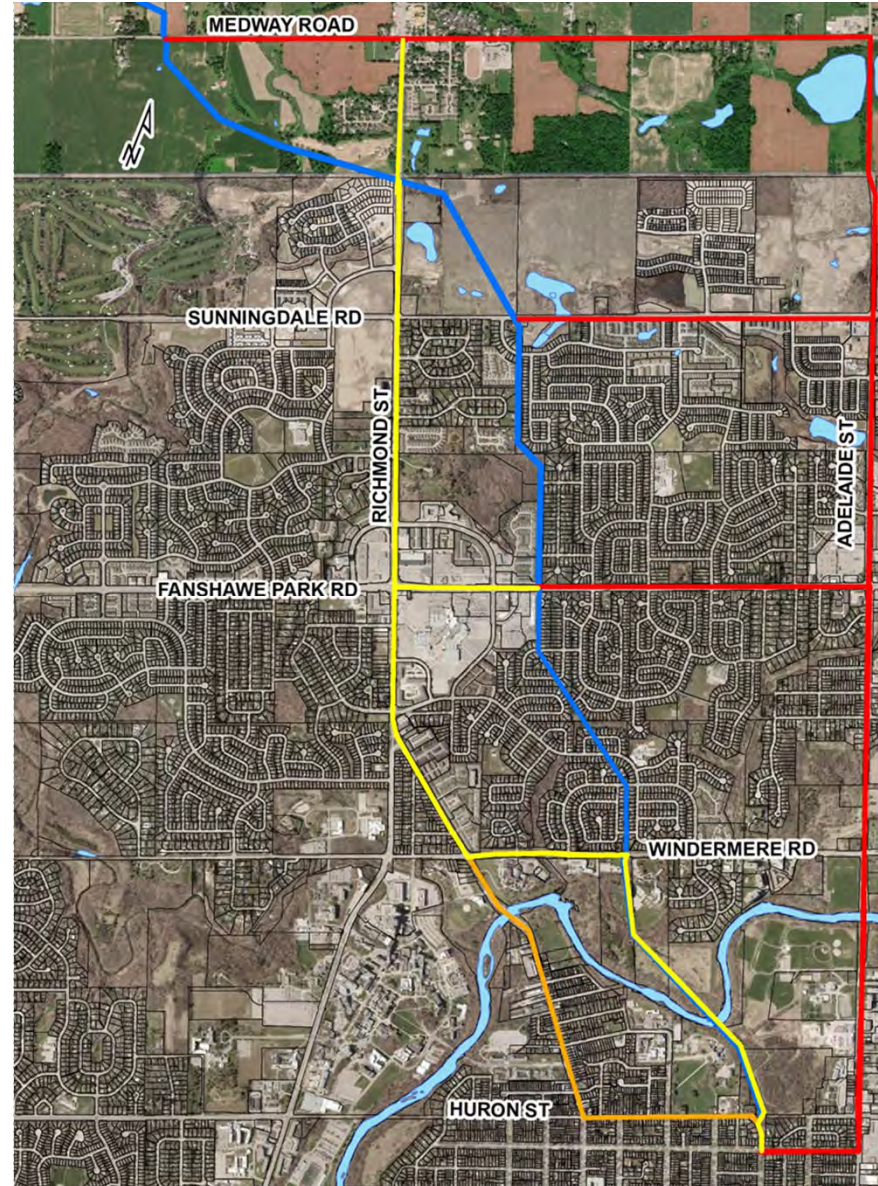 MEDWAY ROAD
N
SUNNINGDALE RD
RICHMOND ST
ADELAIDE ST
FANSHAWE PARK RD
WINDERMERE RD
HURON ST